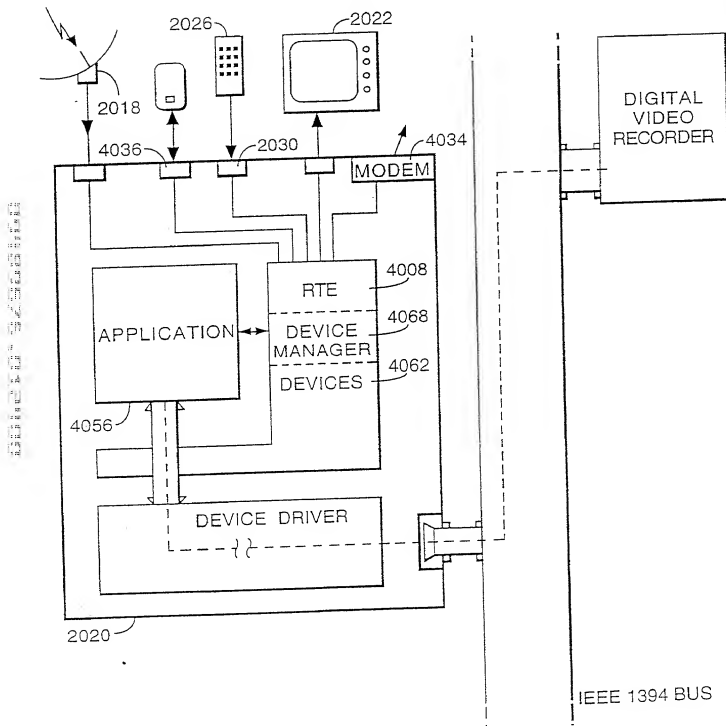 2026
2022
2018
DIGITAL
VIDEO
RECORDER
4036
2030
4034
MODEM
RTE
4008
APPLICATION
DEVICE
MANAGER
4068
DEVICES
4062
4056
DEVICE DRIVER
2020
IEEE 1394 BUS